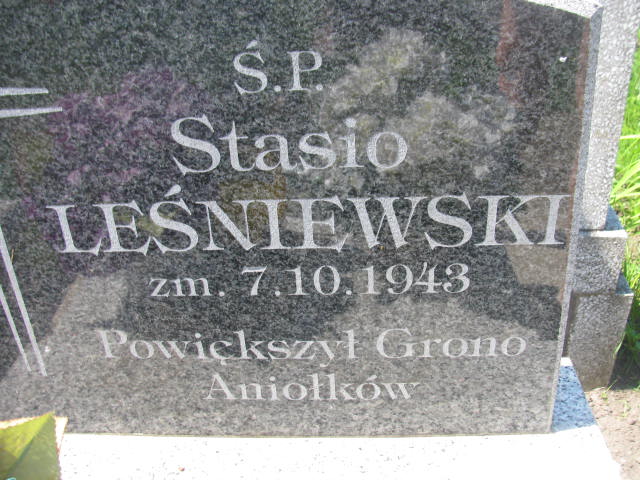 Ś.P.
Stasio
LEŚNIEWSKI
zm. 7.10.1943
Powiększył Grono
Aniołków